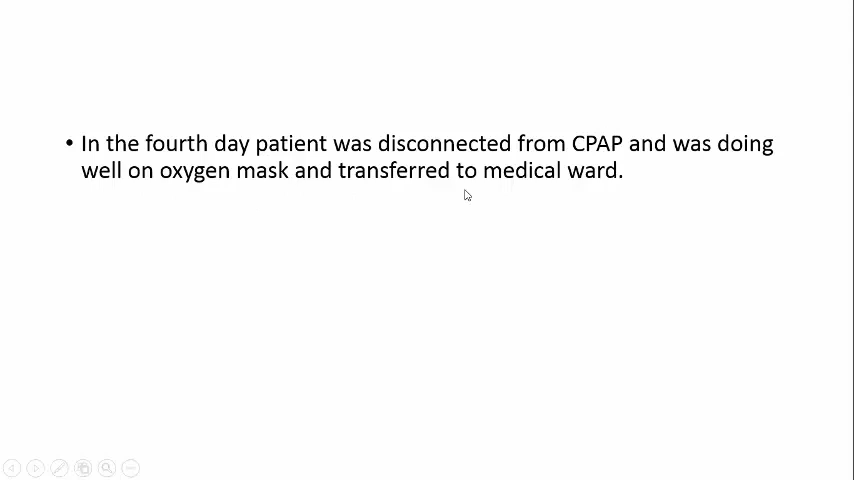 • In the fourth day patient was disconnected from CPAP and was doing
well on oxygen mask and transferred to medical ward.